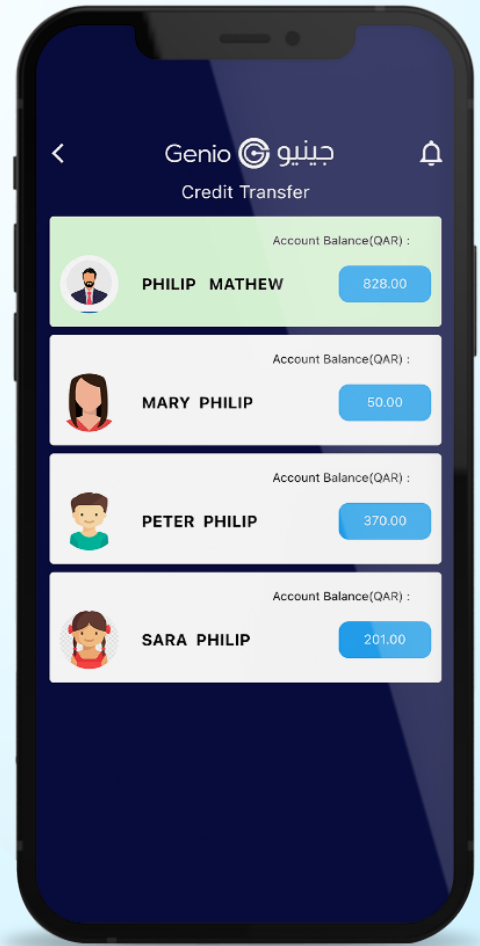 Genio G جينيو
Credit Transfer
Account Balance(QAR) :
PHILIP MATHEW 828.00
Account Balance(QAR) :
MARY PHILIP 50.00
Account Balance(QAR) :
PETER PHILIP 370.00
Account Balance(QAR) :
SARA PHILIP 201.00